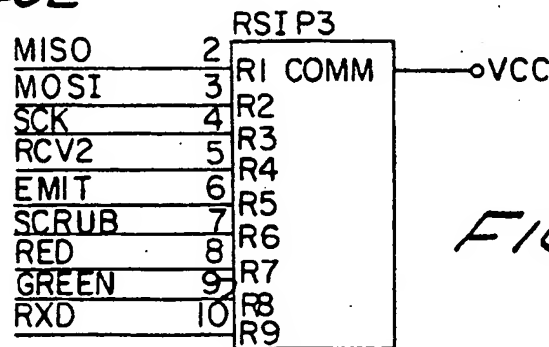 RSIP3
MISO 2 R1 COMM VCC
MOSI 3 R2
SCK 4 R3
RCV2 5 R4
EMIT 6 R5
SCRUB 7 R6
RED 8 R7
GREEN 9 R8
RXD 10 R9